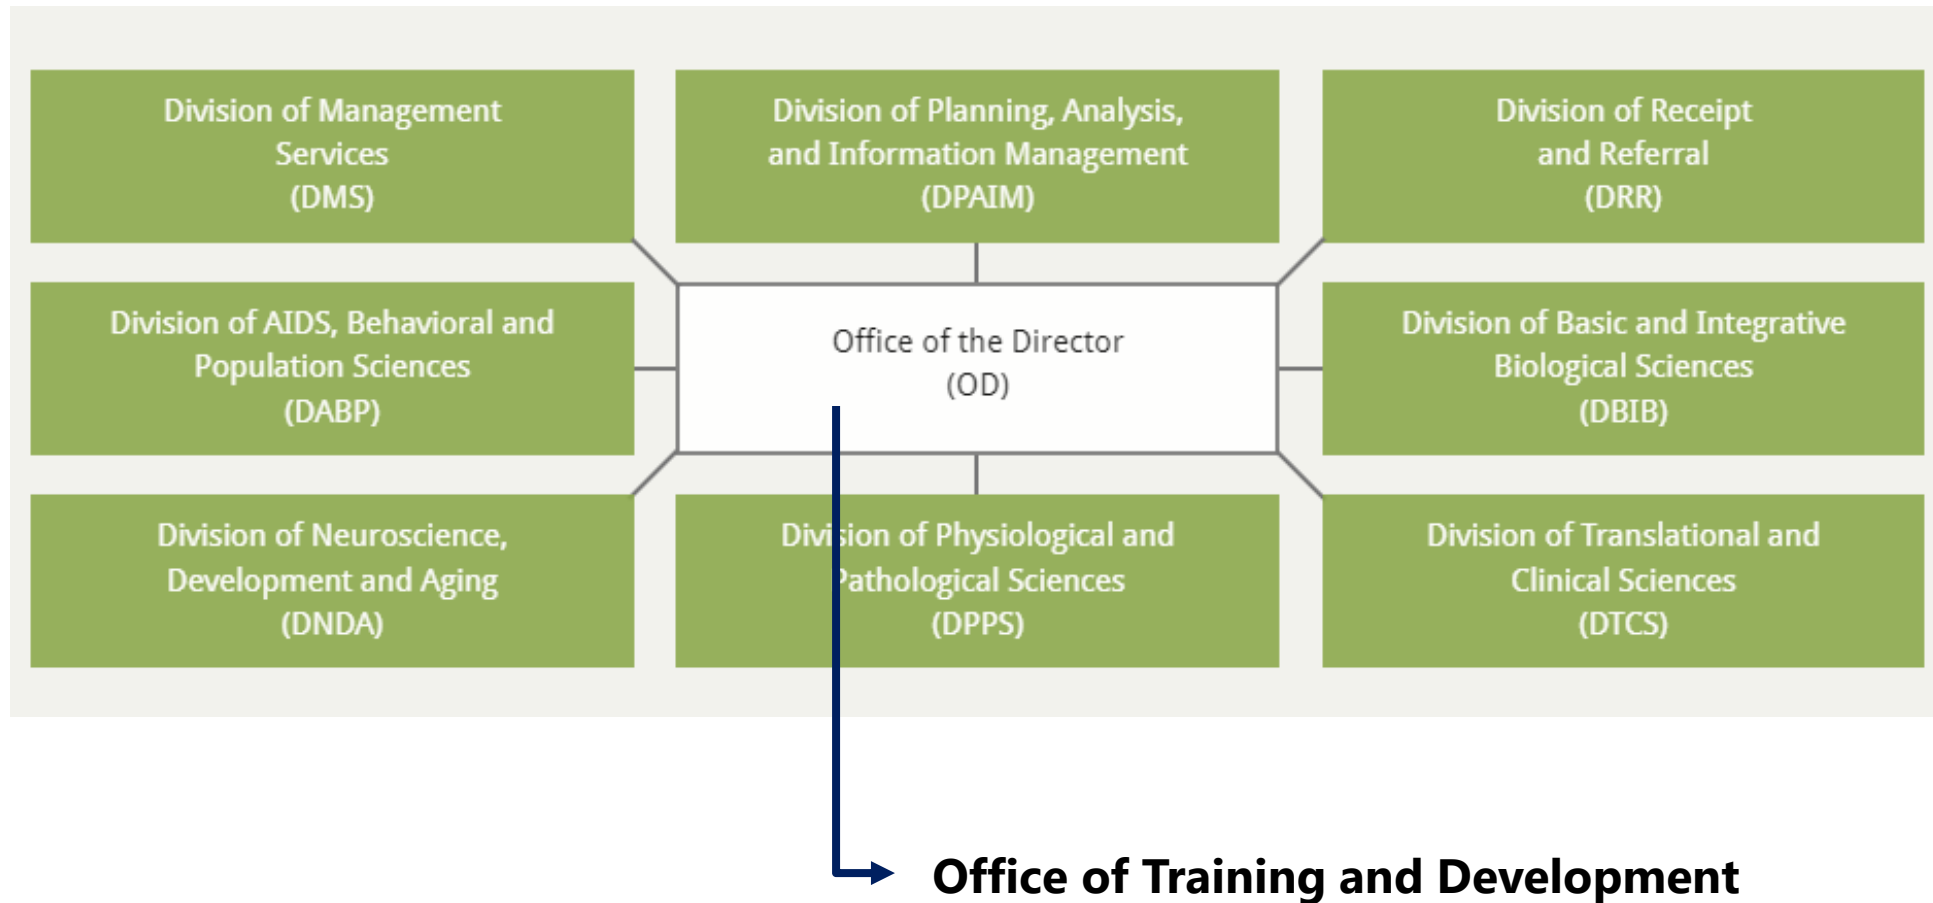 Division of Management
Services
(DMS)
Division of Planning, Analysis,
and Information Management
(DPAIM)
Division of Receipt
and Referral
(DRR)
Division of AIDS, Behavioral and
Population Sciences
(DABP)
Office of the Director
(OD)
Division of Basic and Integrative
Biological Sciences
(DBIB)
Division of Neuroscience,
Development and Aging
(DNDA)
Division of Physiological and
Pathological Sciences
(DPPS)
Division of Translational and
Clinical Sciences
(DTCS)
Office of Training and Development